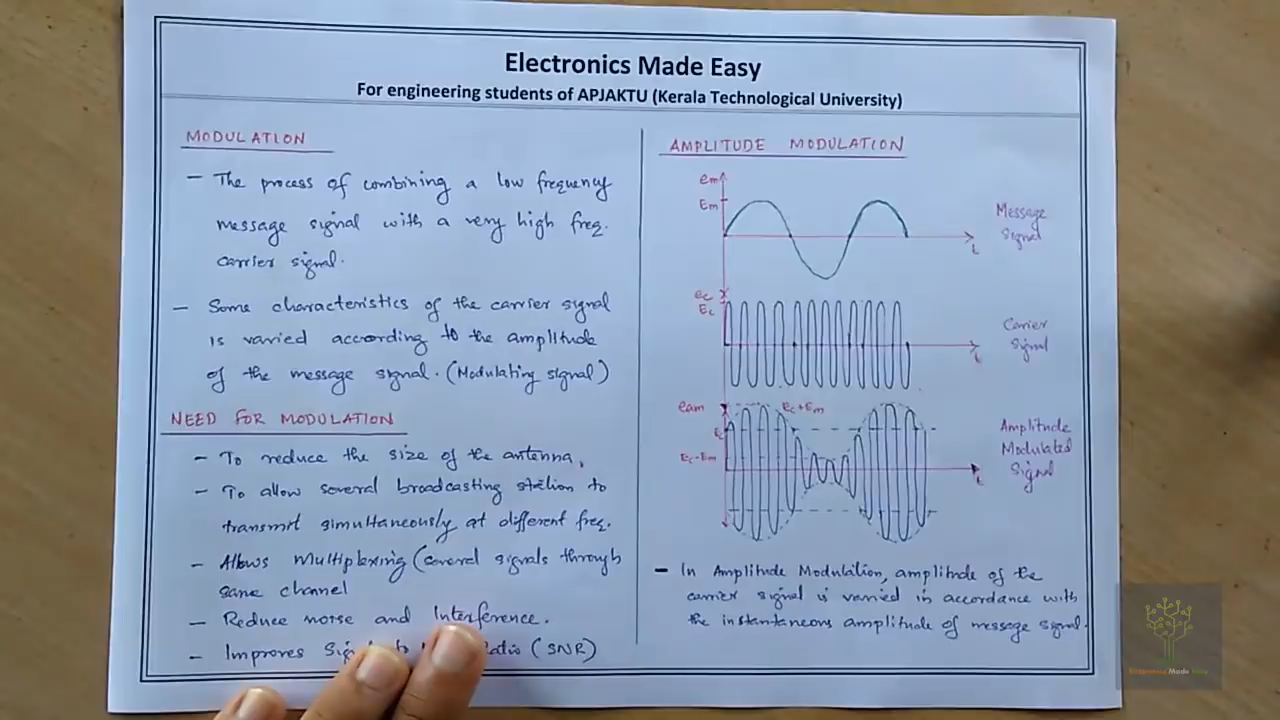 Electronics Made Easy
For engineering students of APJAKTU (Kerala Technological University)
MODULATION
- The process of combining a low frequency
message signal with a very high freq.
carrier signal.
- Some characteristics of the carrier signal
is varied according to the amplitude
of the message signal. (Modulating signal)
NEED FOR MODULATION
- To reduce the size of the antenna,
- To allow several broadcasting station to
transmit simultaneously at different freq.
- Allows Multiplexing (several signals through
same channel
- Reduce noise and Interference.
- Improves Sig to Ratio (SNR)
AMPLITUDE MODULATION
em
Em
Message
Signal
t
ec
Ec
Carrier
Signal
t
eam
Ec+Em
Ec
Ec-Em
Amplitude
Modulated
Signal
t
- In Amplitude Modulation, amplitude of the
carrier signal is varied in accordance with
the instantaneous amplitude of message signal.
Electronics Made Easy